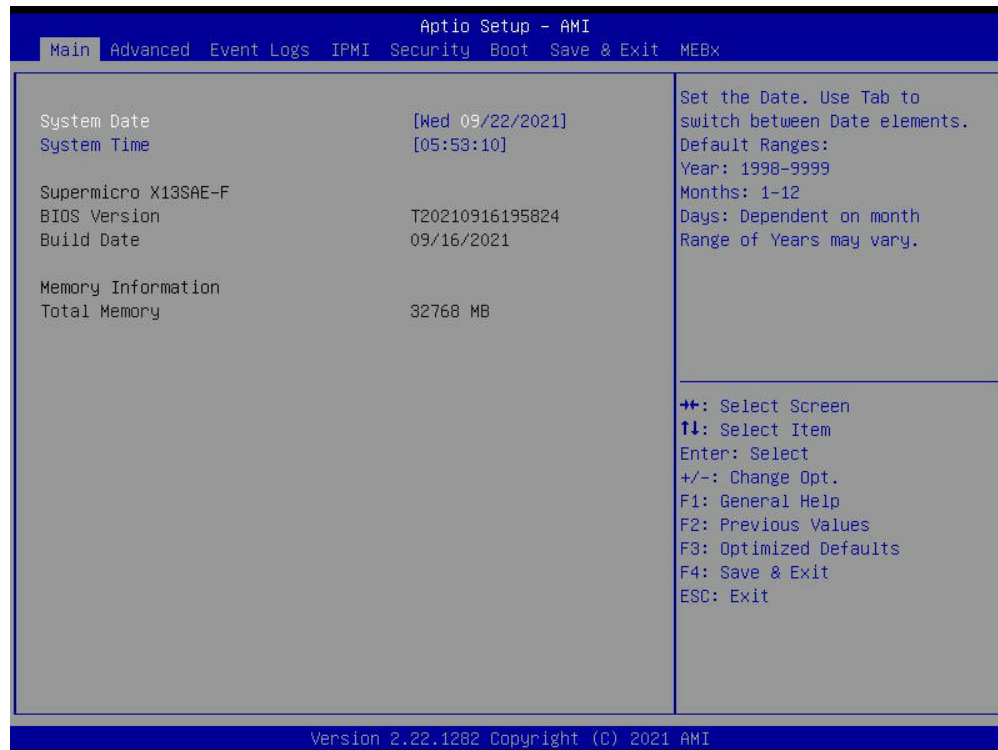 Aptio Setup - AMI
Main Advanced Event Logs IPMI Security Boot Save & Exit MEBx
System Date [Wed 09/22/2021]
System Time [05:53:10]
Supermicro X13SAE-F
BIOS Version T20210916195824
Build Date 09/16/2021
Memory Information
Total Memory 32768 MB
Set the Date. Use Tab to
switch between Date elements.
Default Ranges:
Year: 1998-9999
Months: 1-12
Days: Dependent on month
Range of Years may vary.
→←: Select Screen
↑↓: Select Item
Enter: Select
+/-: Change Opt.
F1: General Help
F2: Previous Values
F3: Optimized Defaults
F4: Save & Exit
ESC: Exit
Version 2.22.1282 Copyright (C) 2021 AMI